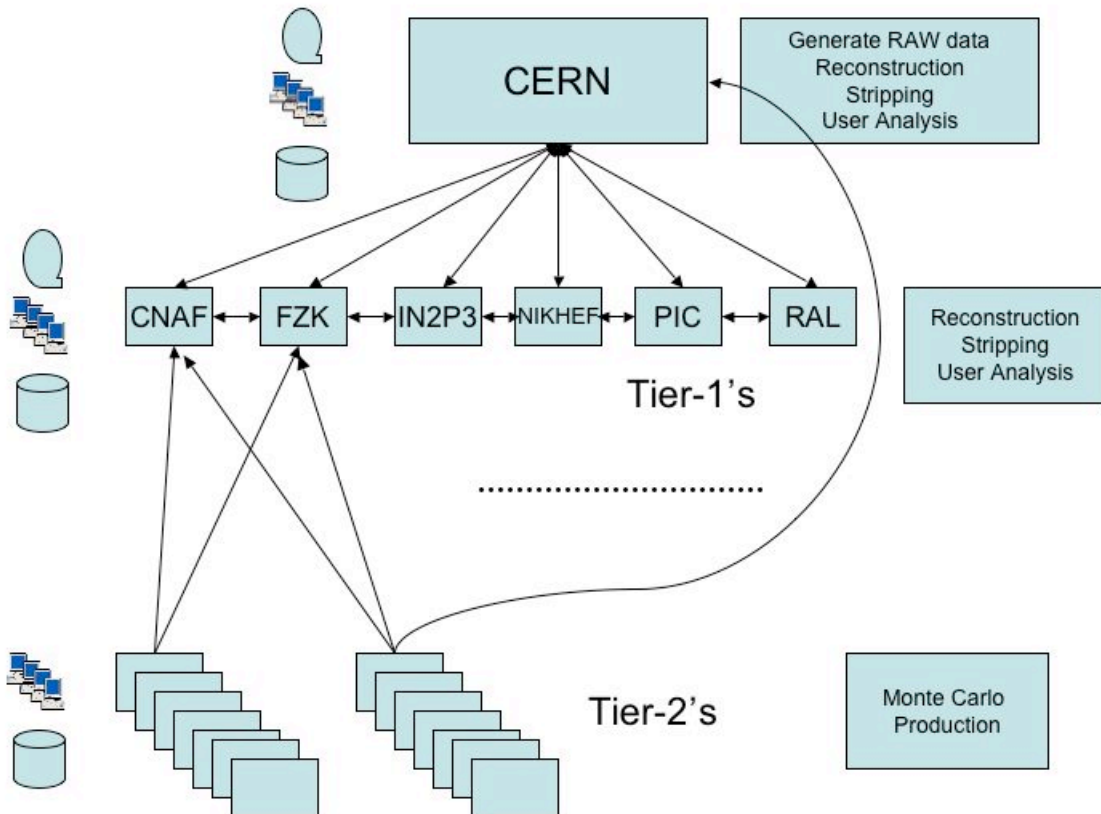 CERN
Generate RAW data
Reconstruction
Stripping
User Analysis
CNAF
FZK
IN2P3
NIKHEF
PIC
RAL
Reconstruction
Stripping
User Analysis
Tier-1's
Tier-2's
Monte Carlo
Production